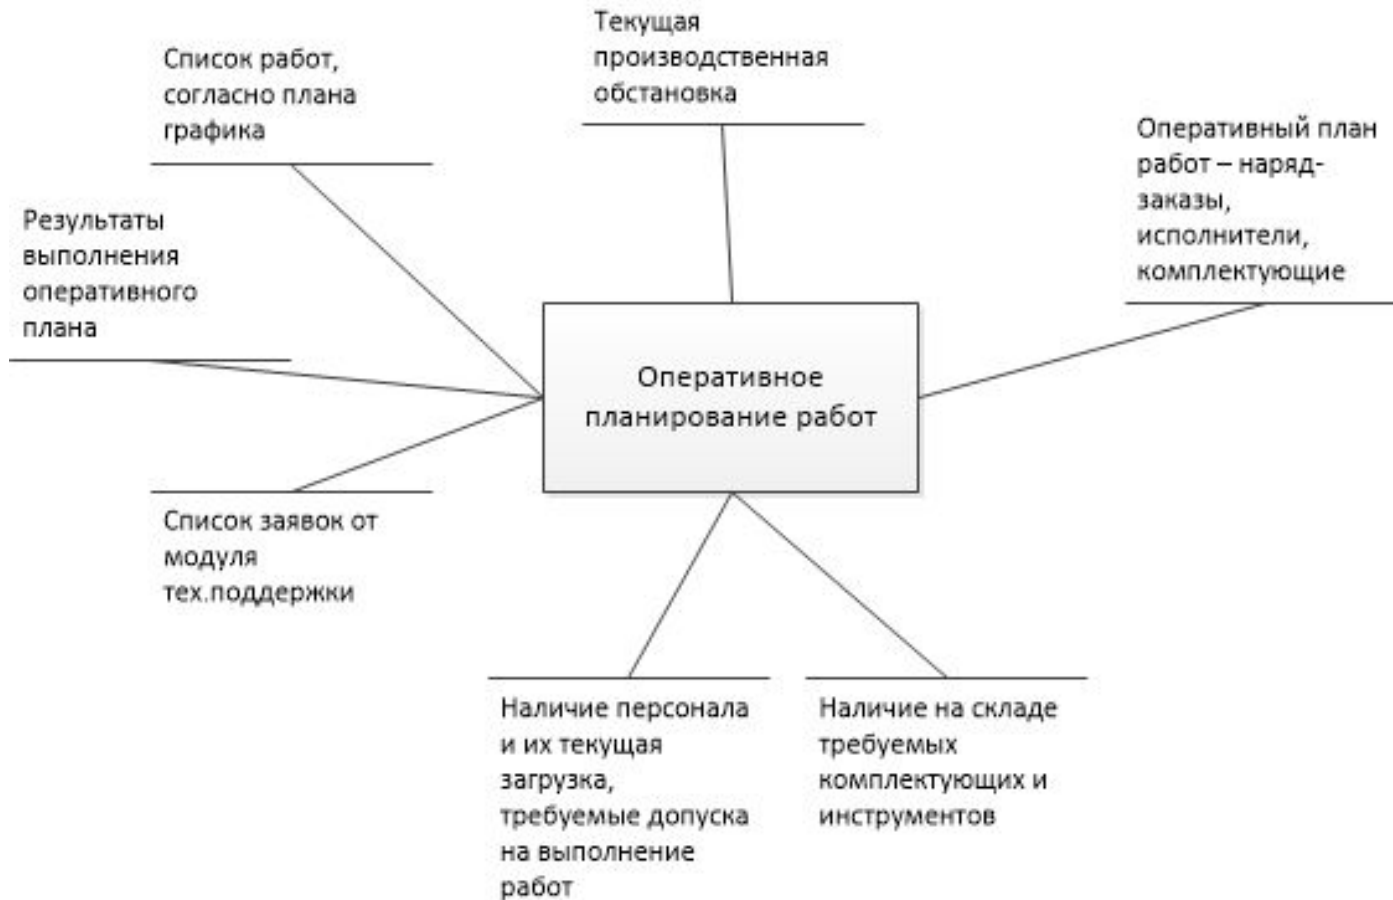 Текущая
производственная
обстановка
Список работ,
согласно плана
графика
Оперативный план
работ – наряд-
заказы,
исполнители,
комплектующие
Результаты
выполнения
оперативного
плана
Оперативное
планирование работ
Список заявок от
модуля
тех.поддержки
Наличие персонала
и их текущая
загрузка,
требуемые допуска
на выполнение
работ
Наличие на складе
требуемых
комплектующих и
инструментов